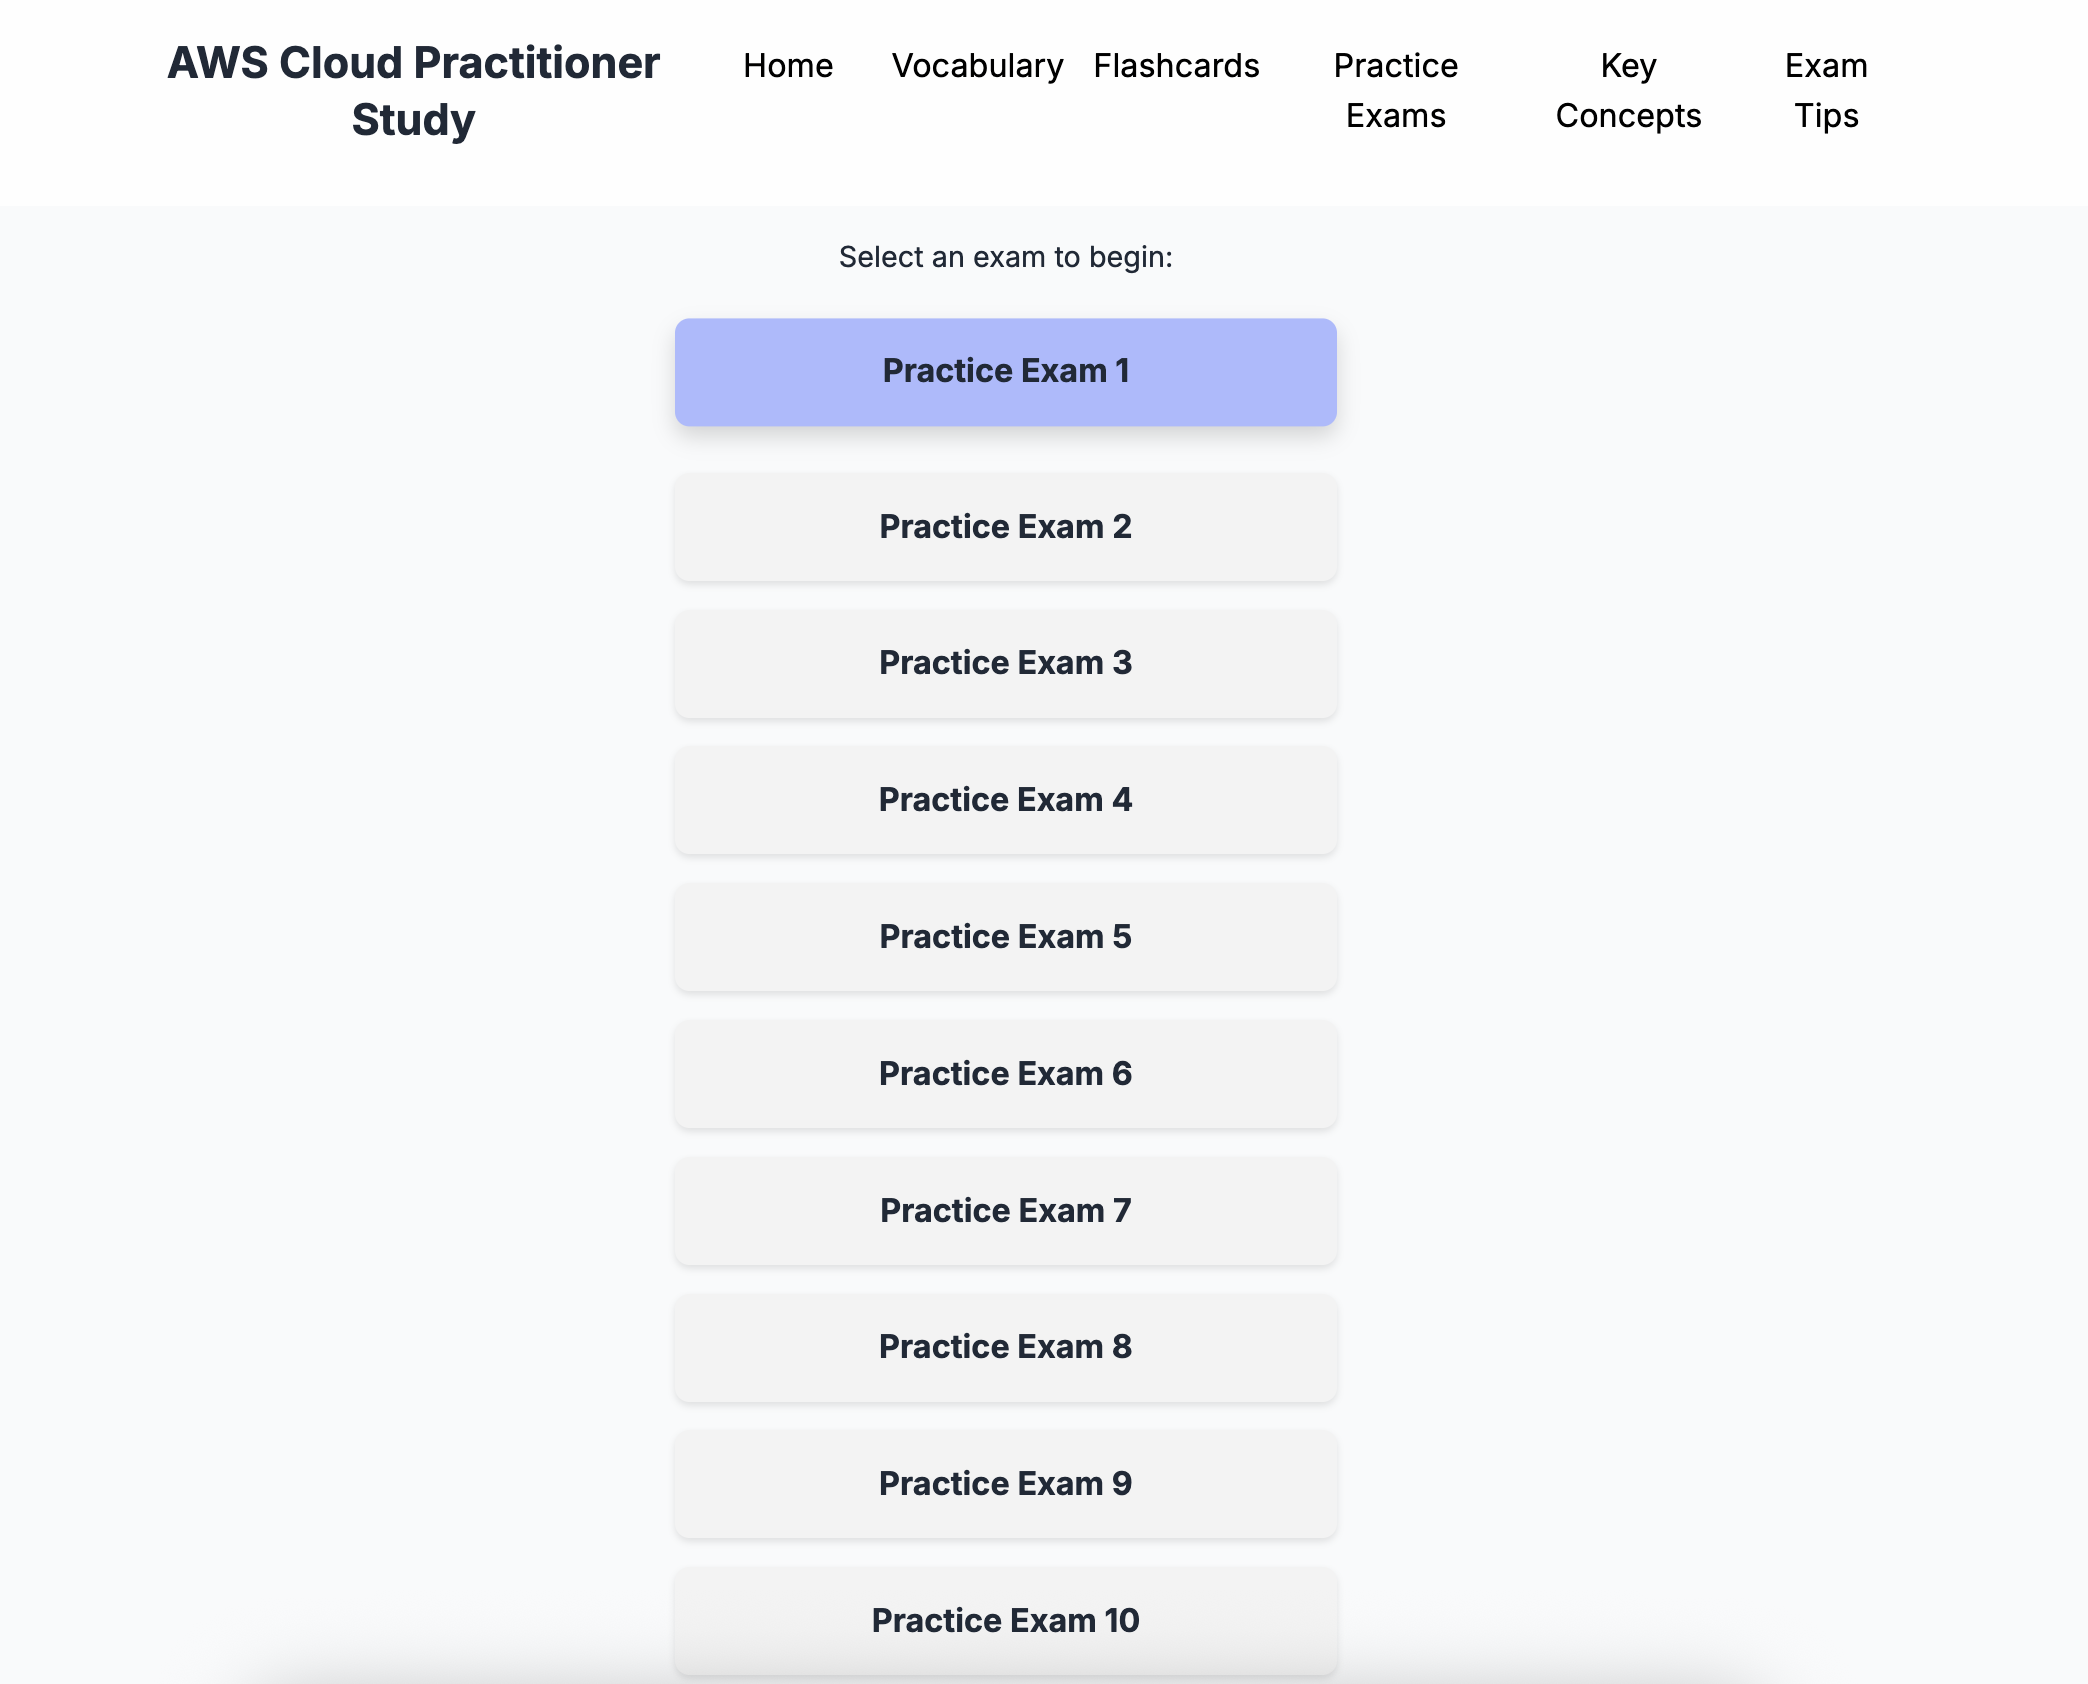 AWS Cloud Practitioner
Study
Home
Vocabulary
Flashcards
Practice
Exams
Key
Concepts
Exam
Tips
Select an exam to begin:
Practice Exam 1
Practice Exam 2
Practice Exam 3
Practice Exam 4
Practice Exam 5
Practice Exam 6
Practice Exam 7
Practice Exam 8
Practice Exam 9
Practice Exam 10